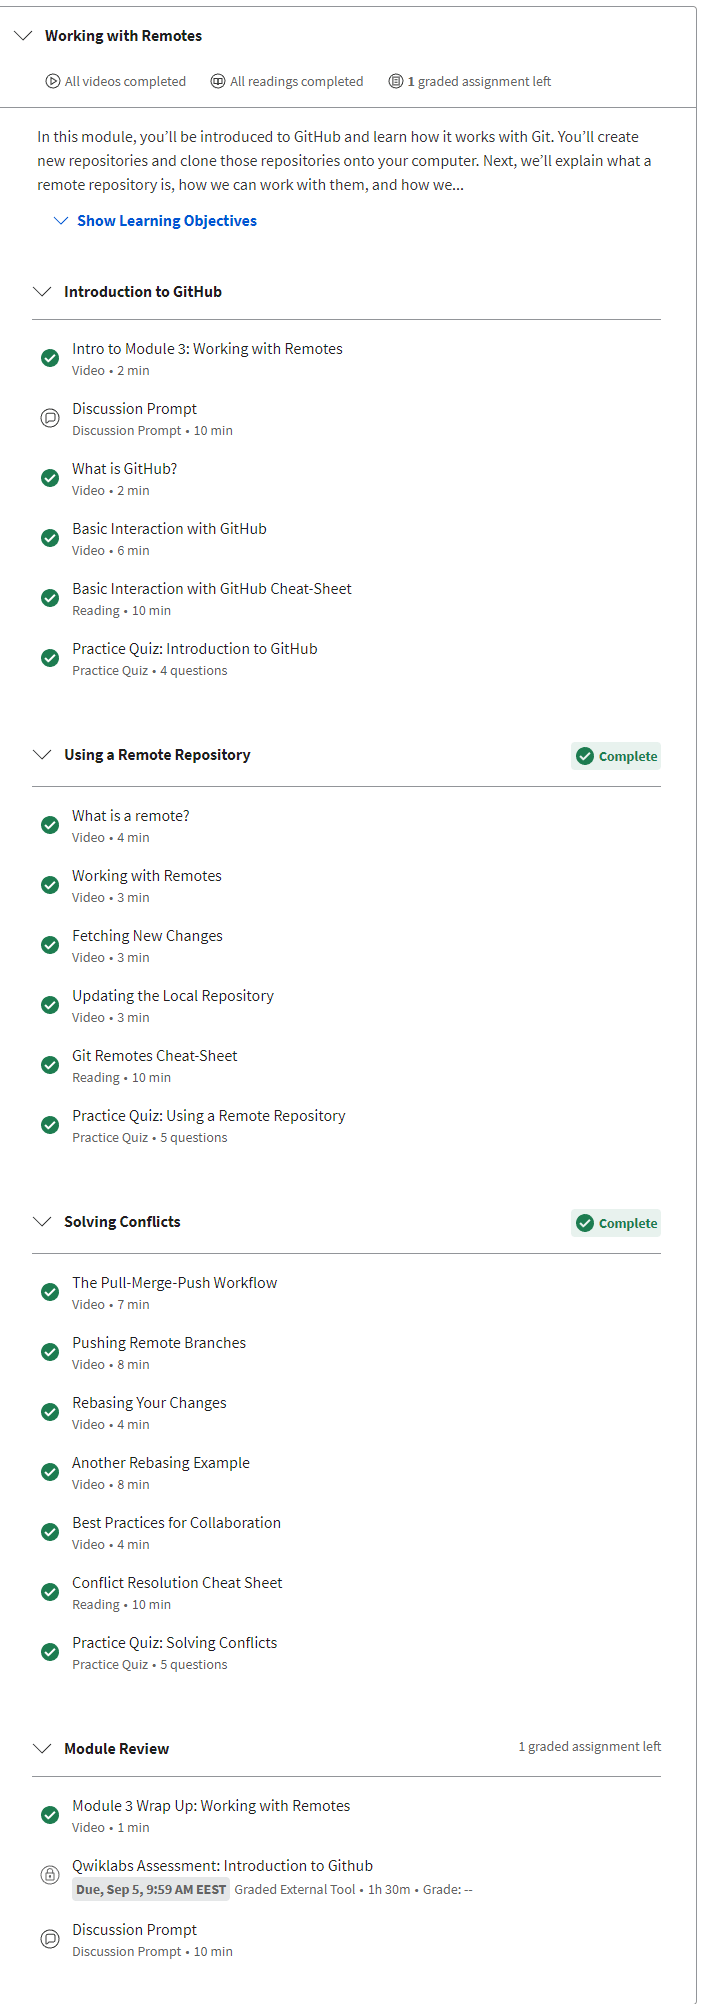 Working with Remotes
All videos completed All readings completed 1 graded assignment left
In this module, you’ll be introduced to GitHub and learn how it works with Git. You’ll create
new repositories and clone those repositories onto your computer. Next, we’ll explain what a
remote repository is, how we can work with them, and how we...
Show Learning Objectives
Introduction to GitHub
Intro to Module 3: Working with Remotes
Video • 2 min
Discussion Prompt
Discussion Prompt • 10 min
What is GitHub?
Video • 2 min
Basic Interaction with GitHub
Video • 6 min
Basic Interaction with GitHub Cheat-Sheet
Reading • 10 min
Practice Quiz: Introduction to GitHub
Practice Quiz • 4 questions
Using a Remote Repository Complete
What is a remote?
Video • 4 min
Working with Remotes
Video • 3 min
Fetching New Changes
Video • 3 min
Updating the Local Repository
Video • 3 min
Git Remotes Cheat-Sheet
Reading • 10 min
Practice Quiz: Using a Remote Repository
Practice Quiz • 5 questions
Solving Conflicts Complete
The Pull-Merge-Push Workflow
Video • 7 min
Pushing Remote Branches
Video • 8 min
Rebasing Your Changes
Video • 4 min
Another Rebasing Example
Video • 8 min
Best Practices for Collaboration
Video • 4 min
Conflict Resolution Cheat Sheet
Reading • 10 min
Practice Quiz: Solving Conflicts
Practice Quiz • 5 questions
Module Review 1 graded assignment left
Module 3 Wrap Up: Working with Remotes
Video • 1 min
Qwiklabs Assessment: Introduction to Github
Due, Sep 5, 9:59 AM EEST Graded External Tool • 1h 30m • Grade: --
Discussion Prompt
Discussion Prompt • 10 min